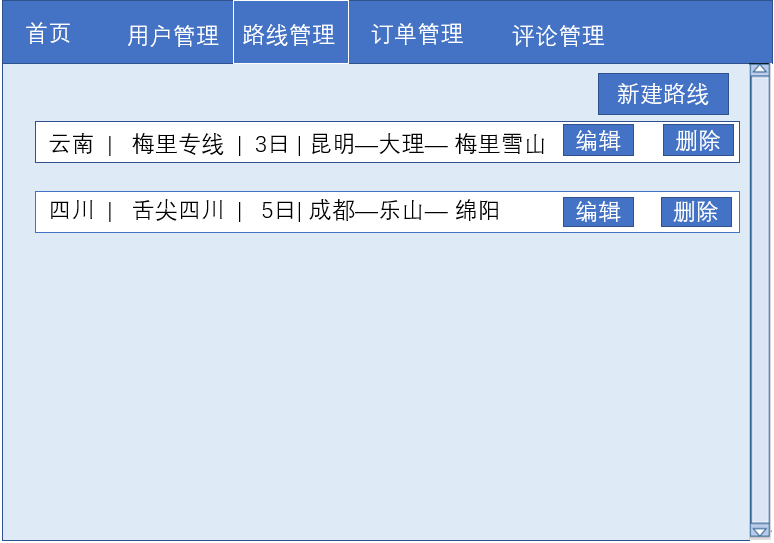 首页 用户管理 路线管理 订单管理 评论管理
新建路线
云南 | 梅里专线 | 3日 | 昆明—大理— 梅里雪山 编辑 删除
四川 | 舌尖四川 | 5日| 成都—乐山— 绵阳 编辑 删除